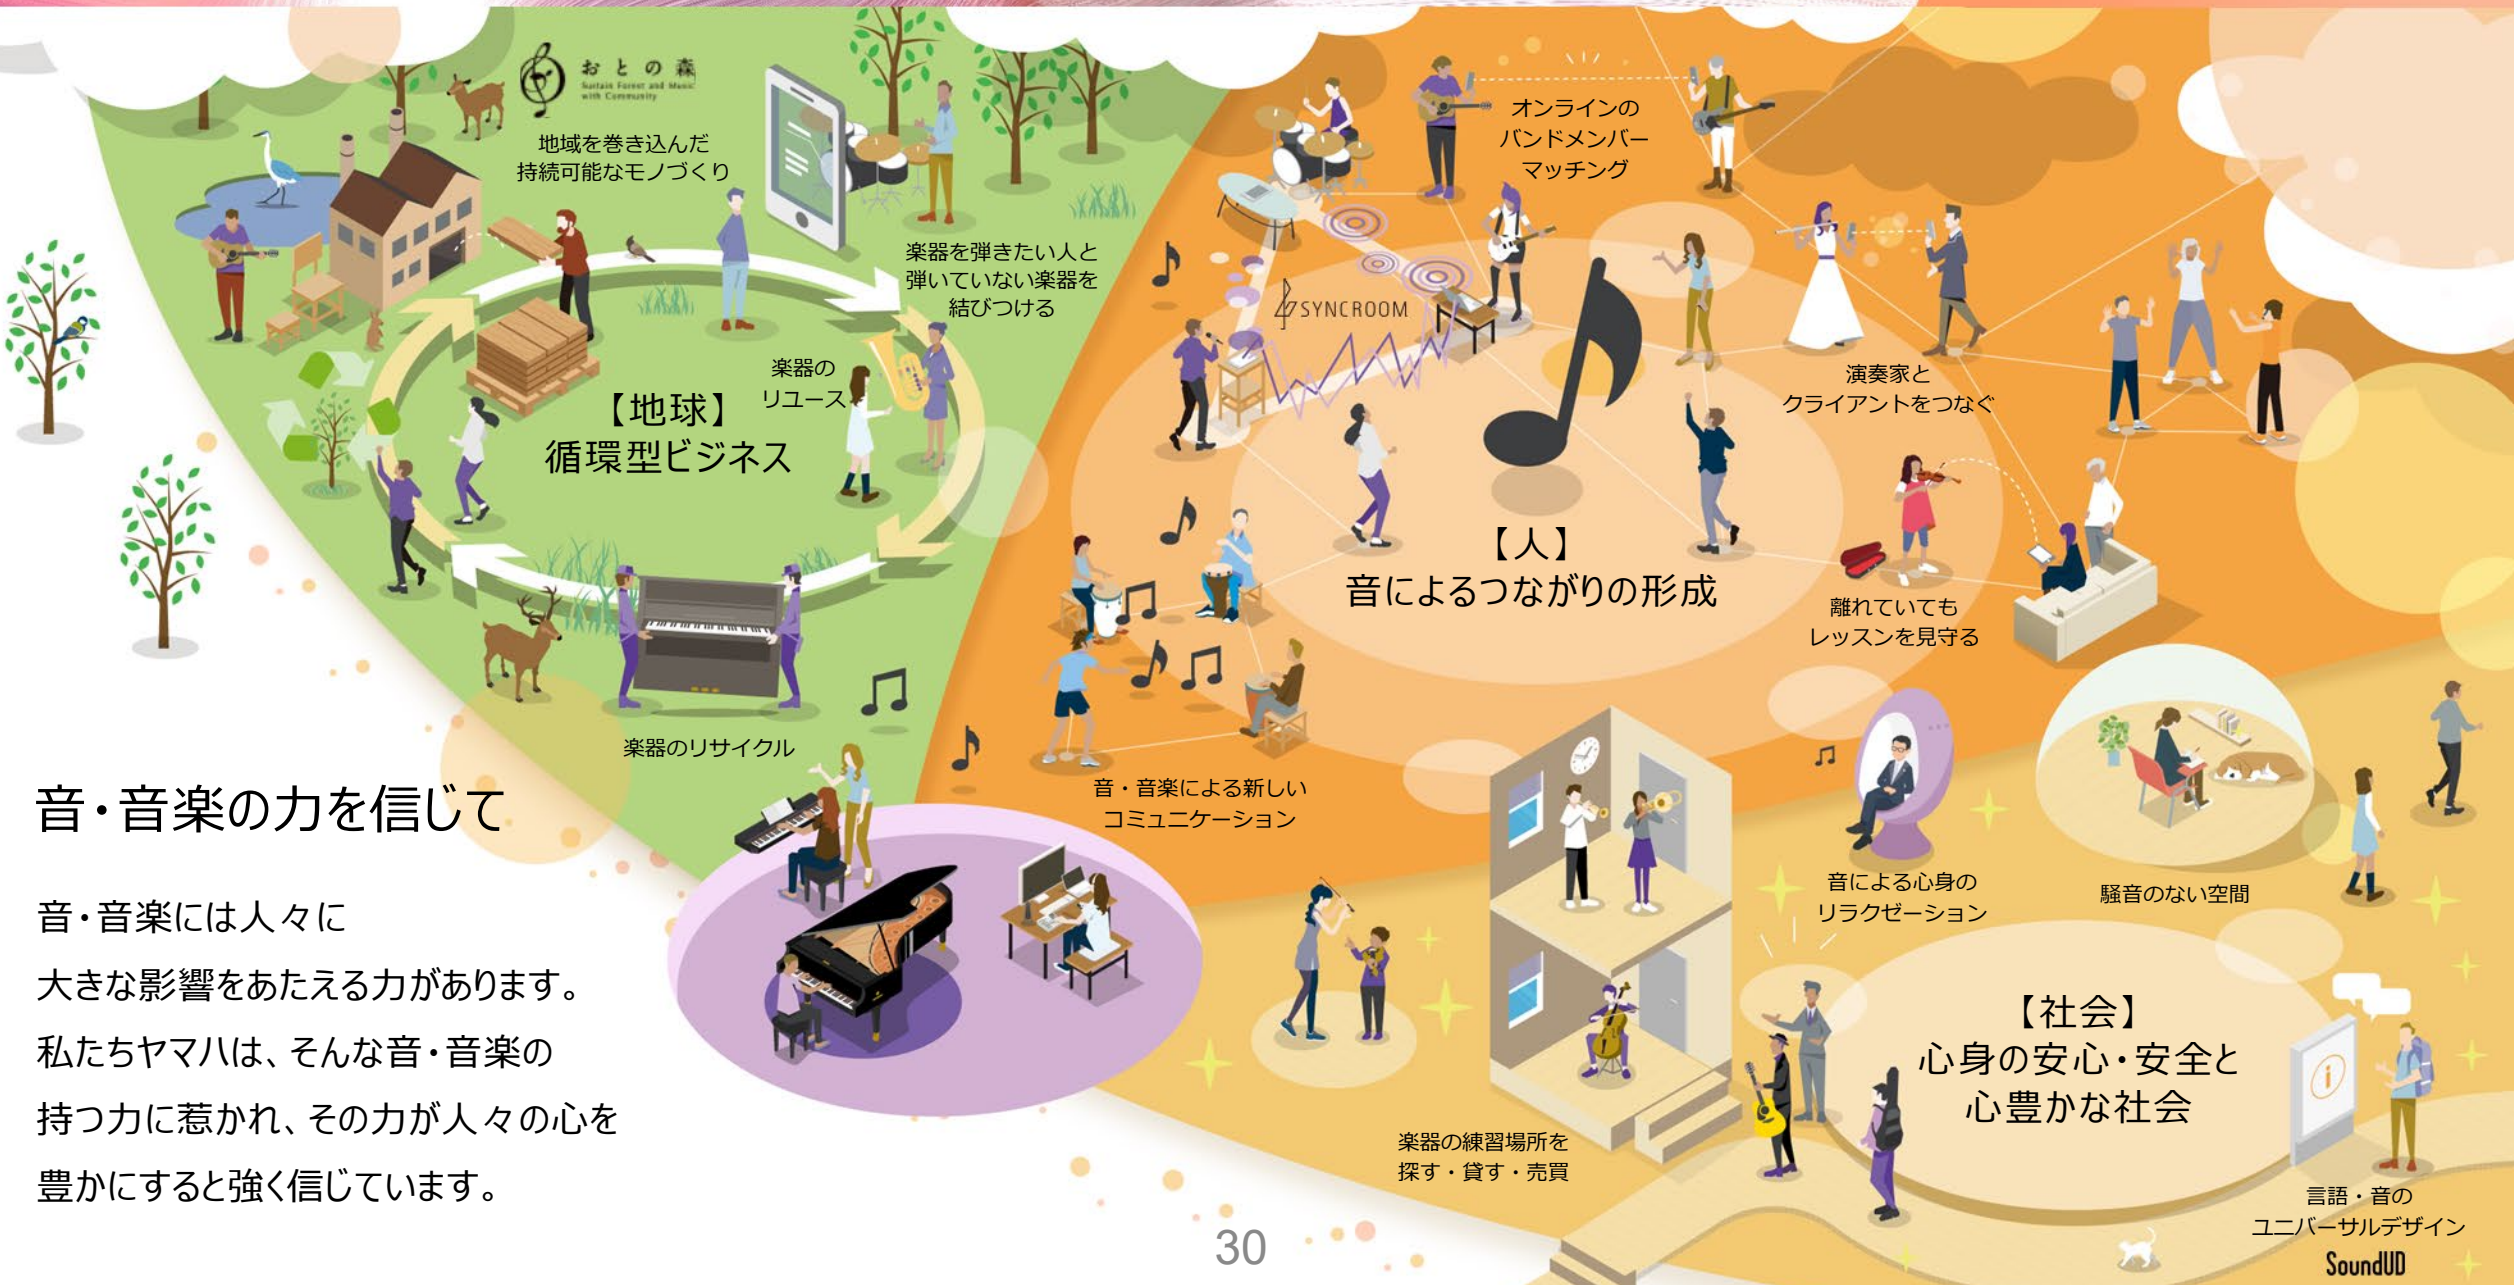 おとの森
Sustain Forest and Music
with Community
地域を巻き込んだ
持続可能なモノづくり
楽器を弾きたい人と
弾いていない楽器を
結びつける
楽器の
リユース
【地球】
循環型ビジネス
楽器のリサイクル
オンラインの
バンドメンバー
マッチング
SYNCROOM
演奏家と
クライアントをつなぐ
【人】
音によるつながりの形成
離れていても
レッスンを見守る
音・音楽による新しい
コミュニケーション
音による心身の
リラクゼーション
騒音のない空間
【社会】
心身の安心・安全と
心豊かな社会
楽器の練習場所を
探す・貸す・売買
i
言語・音の
ユニバーサルデザイン
SoundUD
音・音楽の力を信じて
音・音楽には人々に
大きな影響をあたえる力があります。
私たちヤマハは、そんな音・音楽の
持つ力に惹かれ、その力が人々の心を
豊かにすると強く信じています。
30